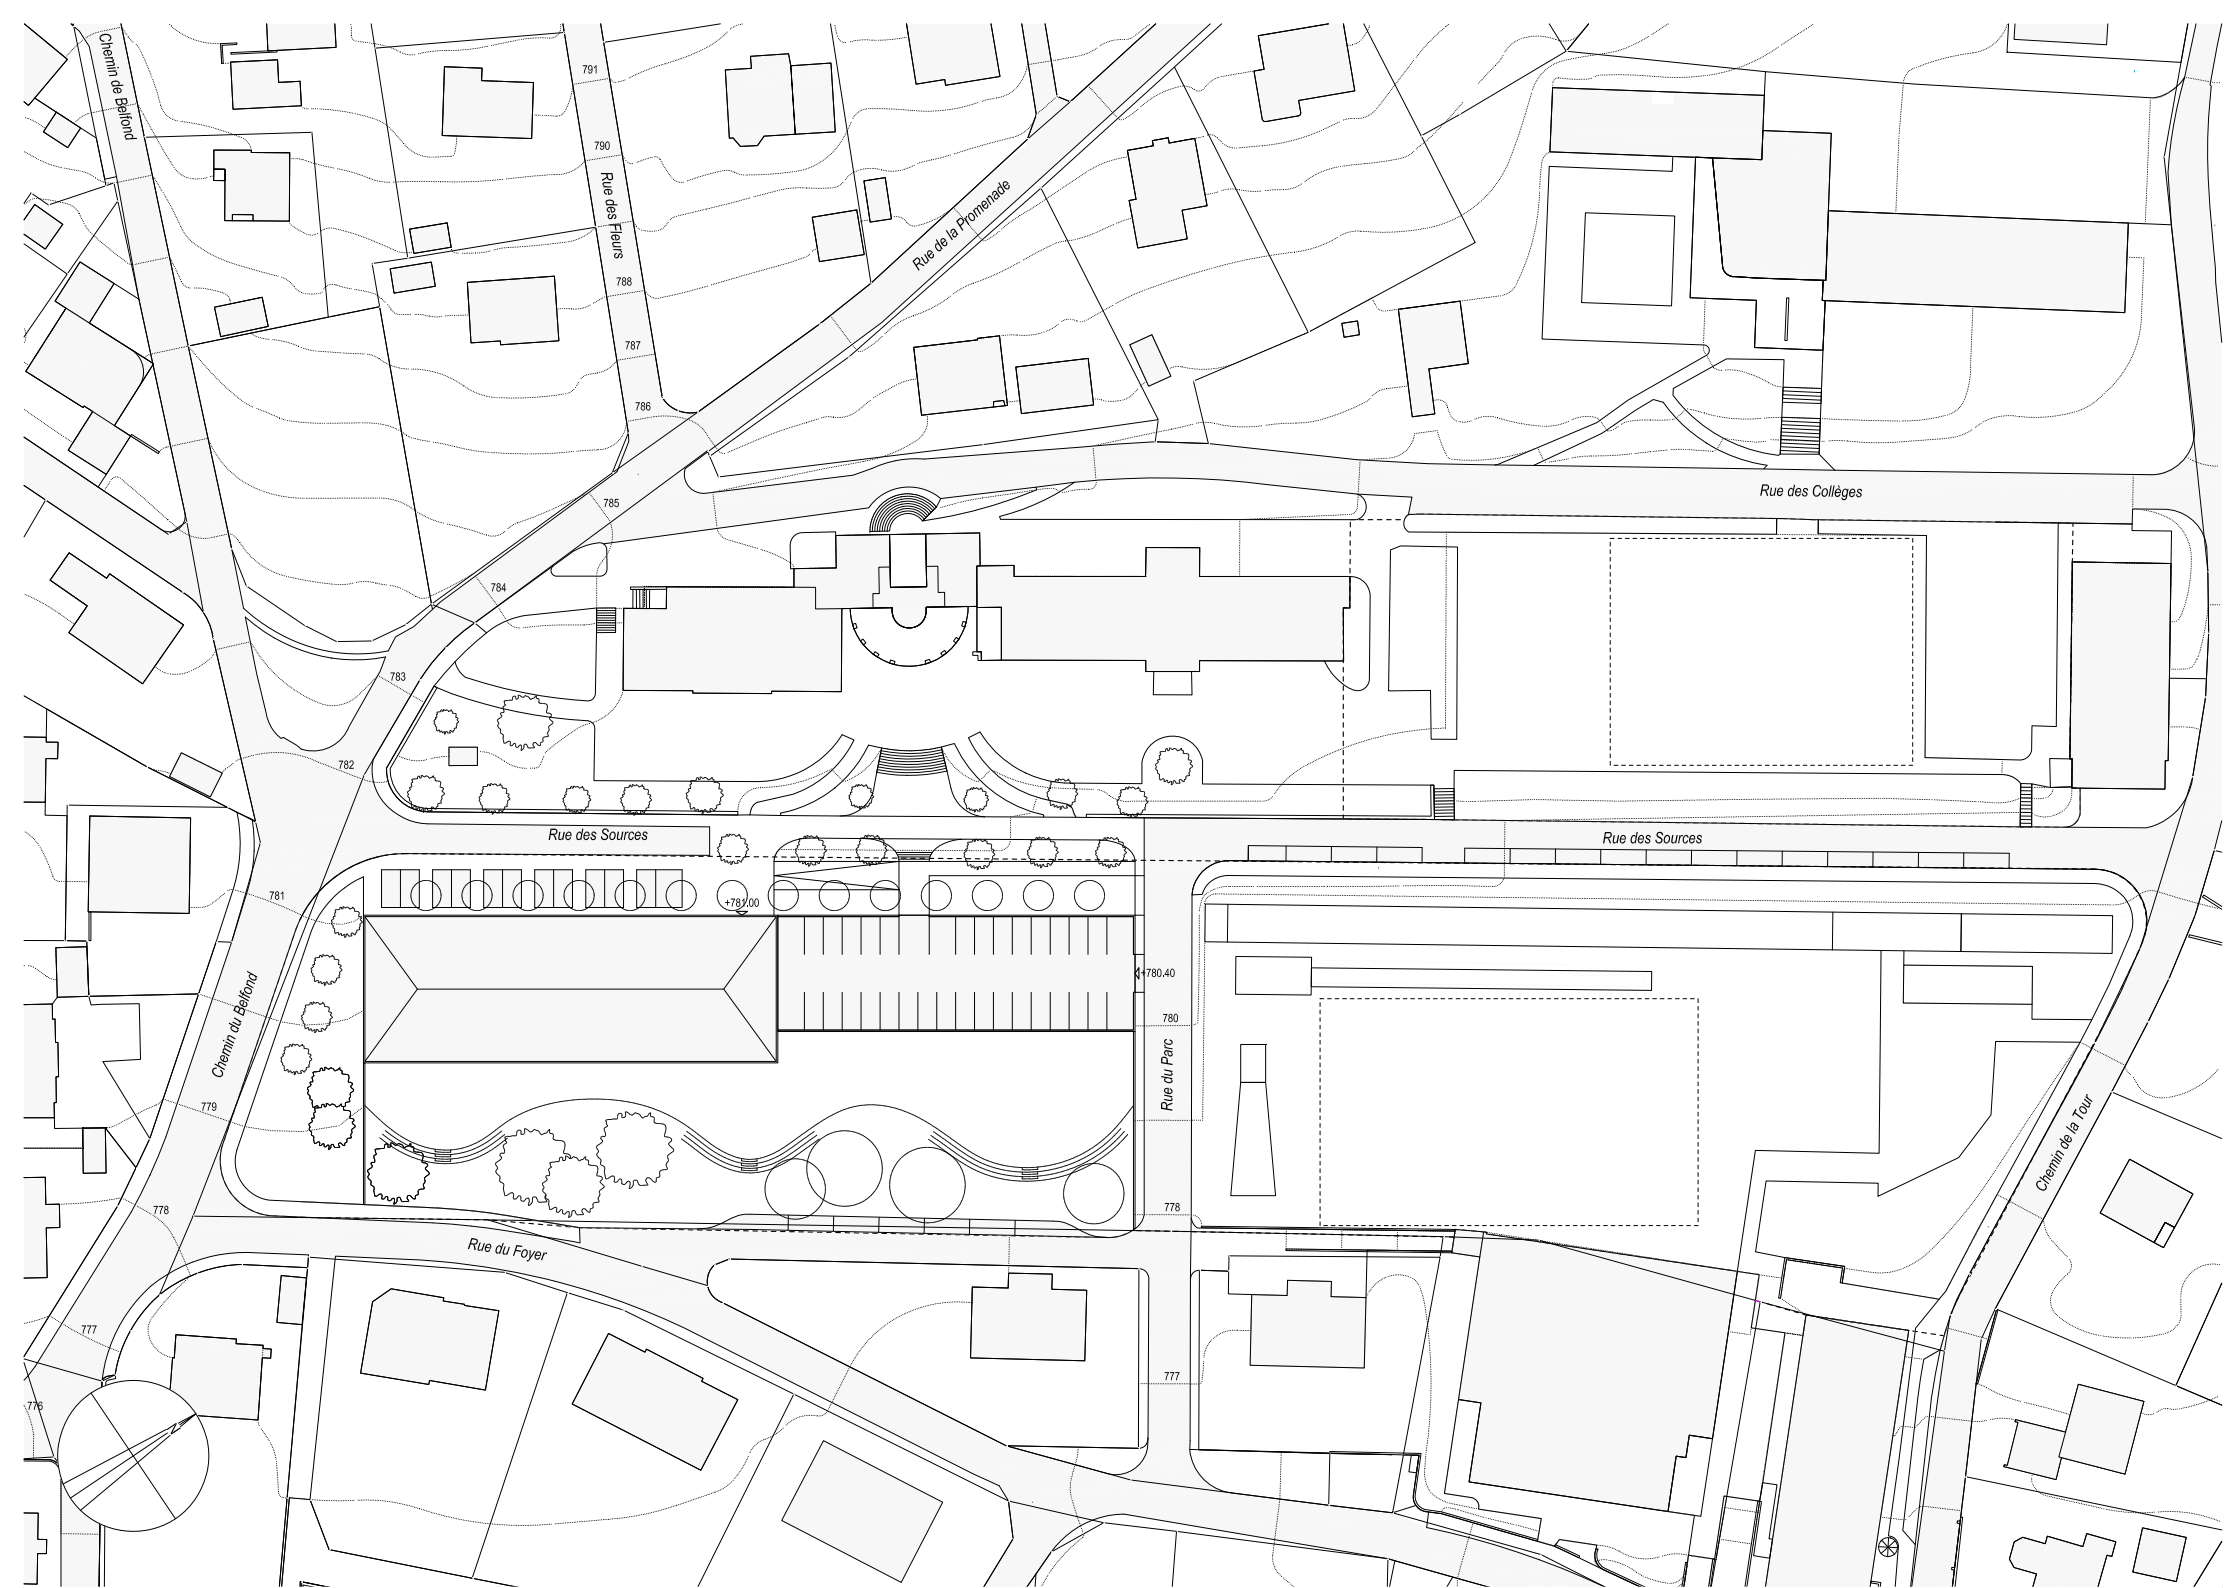 Chemin de Belfond
791
790
Rue des Fleurs
Rue de la Promenade
788
787
786
785
Rue des Collèges
784
783
782
Rue des Sources
Rue des Sources
781
+781.00
+780.40
Chemin du Belfond
780
Rue du Parc
779
Chemin de la Tour
778
778
Rue du Foyer
777
777
776